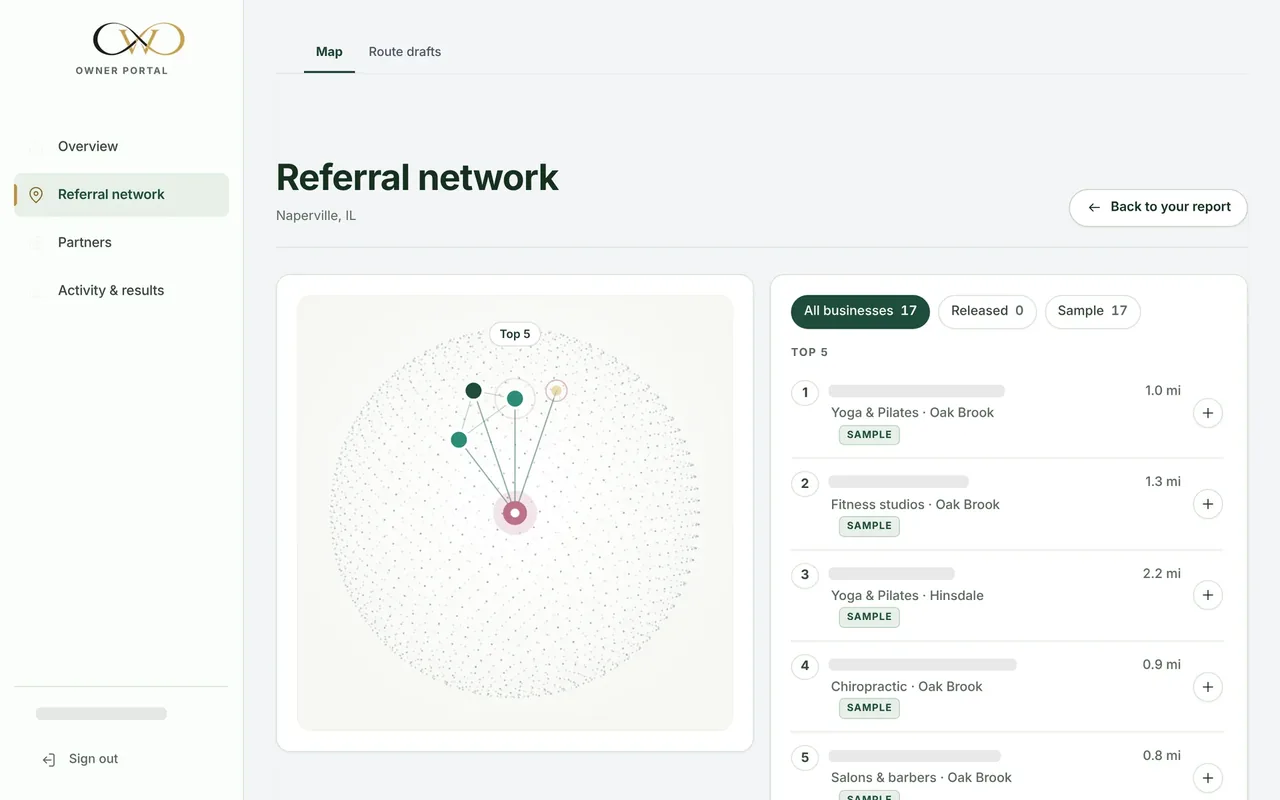 OWNER PORTAL
Overview
Referral network
Partners
Activity & results
Sign out
Map
Route drafts
Referral network
Naperville, IL
Back to your report
Top 5
All businesses 17
Released 0
Sample 17
TOP 5
1
1.0 mi
Yoga & Pilates · Oak Brook
SAMPLE
2
1.3 mi
Fitness studios · Oak Brook
SAMPLE
3
2.2 mi
Yoga & Pilates · Hinsdale
SAMPLE
4
0.9 mi
Chiropractic · Oak Brook
SAMPLE
5
0.8 mi
Salons & barbers · Oak Brook
SAMPLE